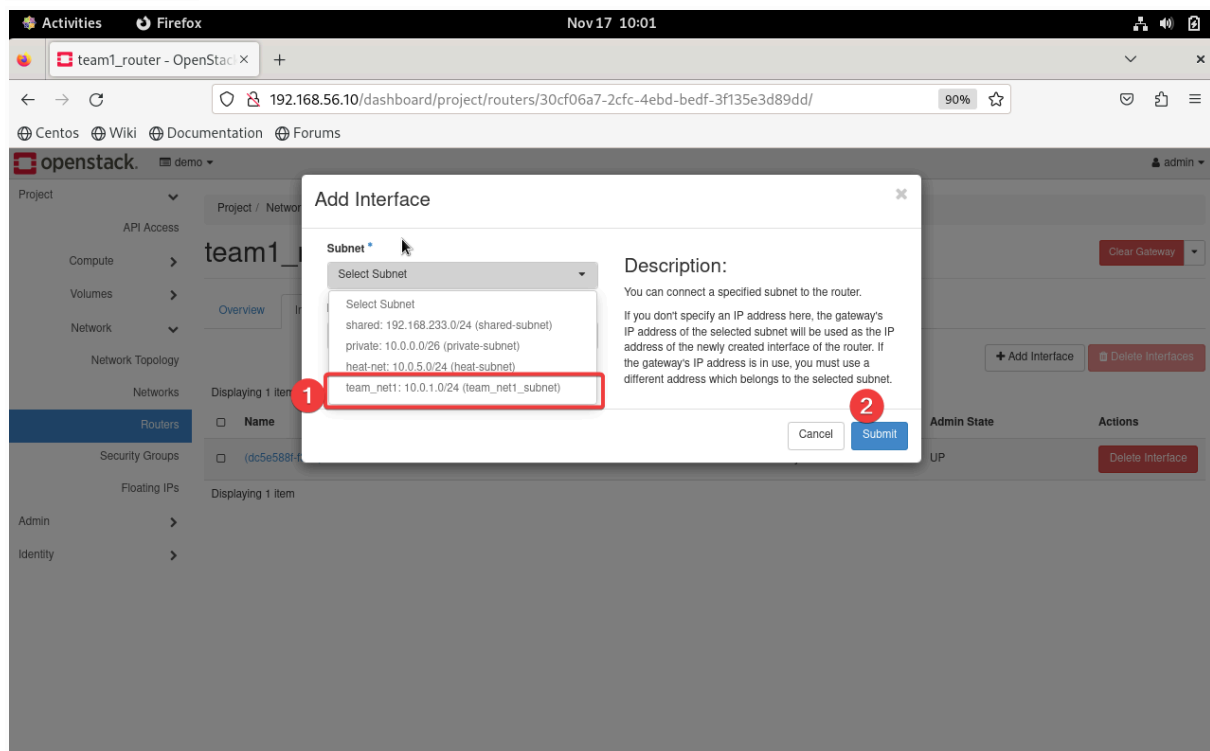 Activities Firefox Nov 17 10:01
team1_router - OpenStac
192.168.56.10/dashboard/project/routers/30cf06a7-2cfc-4ebd-bedf-3f135e3d89dd/ 90%
Centos Wiki Documentation Forums
openstack. demo admin
Project
API Access
Compute
Volumes
Network
Network Topology
Networks
Routers
Security Groups
Floating IPs
Admin
Identity
Project / Networ
team1_r
Clear Gateway
Overview In
+ Add Interface Delete Interfaces
Displaying 1 item
Name Admin State Actions
(dc5e588f-f UP Delete Interface
Displaying 1 item
Add Interface
Subnet *
Select Subnet
Select Subnet
shared: 192.168.233.0/24 (shared-subnet)
private: 10.0.0.0/26 (private-subnet)
heat-net: 10.0.5.0/24 (heat-subnet)
1 team_net1: 10.0.1.0/24 (team_net1_subnet)
Description:
You can connect a specified subnet to the router.
If you don't specify an IP address here, the gateway's
IP address of the selected subnet will be used as the IP
address of the newly created interface of the router. If
the gateway's IP address is in use, you must use a
different address which belongs to the selected subnet.
2
Cancel Submit